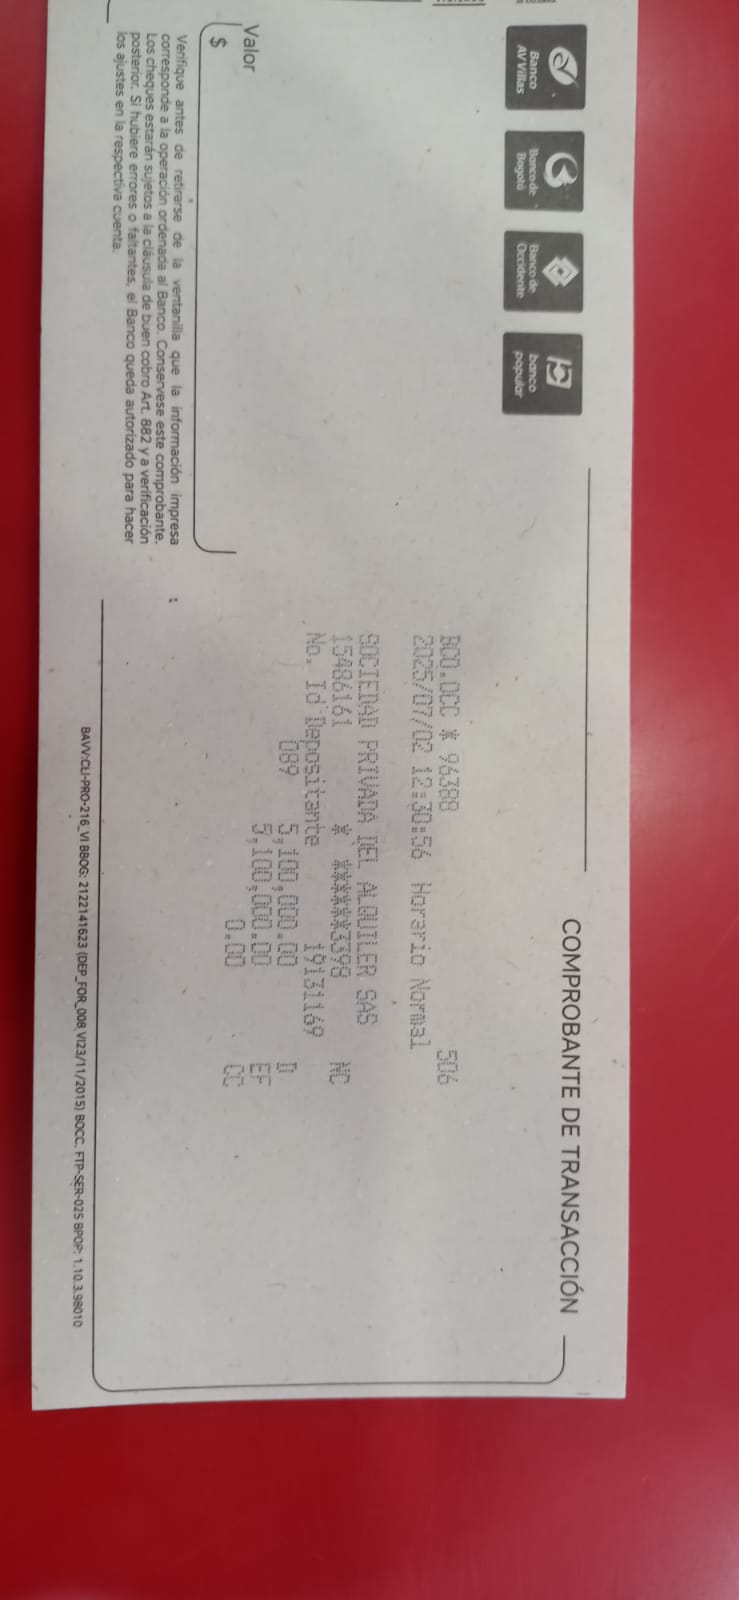 Banco
AV Villas
Banco de
Bogotá
Banco de
Occidente
banco
popular
COMPROBANTE DE TRANSACCIÓN
BCO.OCC * 96388 506
2025/07/02 12:30:56 Horario Normal
SOCIEDAD PRIVADA DEL ALQUILER SAS
15486161 * ******3398 NC
No. Id Depositante 19131169
089 5,100,000.00 D
5,100,000.00 EF
0.00 CC
Valor
$
Verifique antes de retirarse de la ventanilla que la información impresa
corresponde a la operación ordenada al Banco. Consérvese este comprobante.
Los cheques estarán sujetos a la cláusula de buen cobro Art. 882 y a verificación
posterior. Si hubiere errores o faltantes, el Banco queda autorizado para hacer
los ajustes en la respectiva cuenta.
BAVV:CLI-PRO-216_VI BBOG: 2122141623 (DEP_FOR_008 VI23/11/2015) BOCC. FTP-SER-025 BPOP: 1.10.3.98010